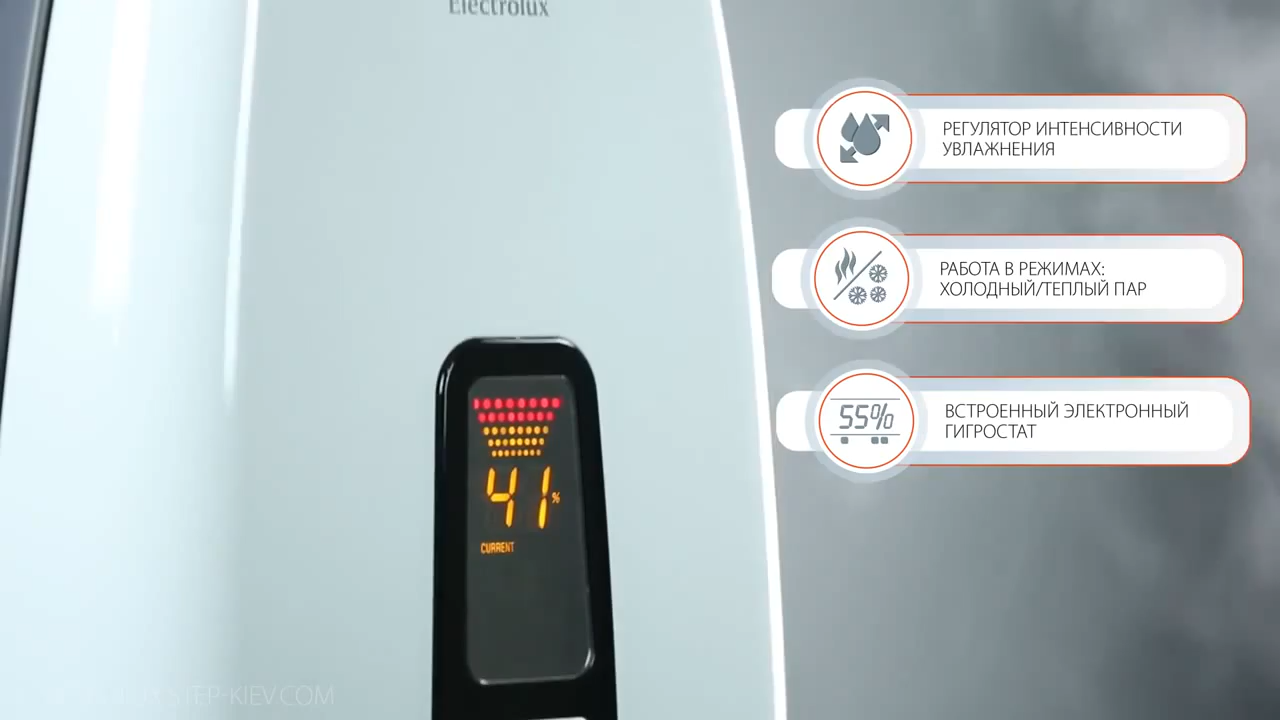 Electrolux
РЕГУЛЯТОР ИНТЕНСИВНОСТИ
УВЛАЖНЕНИЯ
РАБОТА В РЕЖИМАХ:
ХОЛОДНЫЙ/ТЕПЛЫЙ ПАР
55%
ВСТРОЕННЫЙ ЭЛЕКТРОННЫЙ
ГИГРОСТАТ
41%
CURRENT
STEP-KIEV.COM